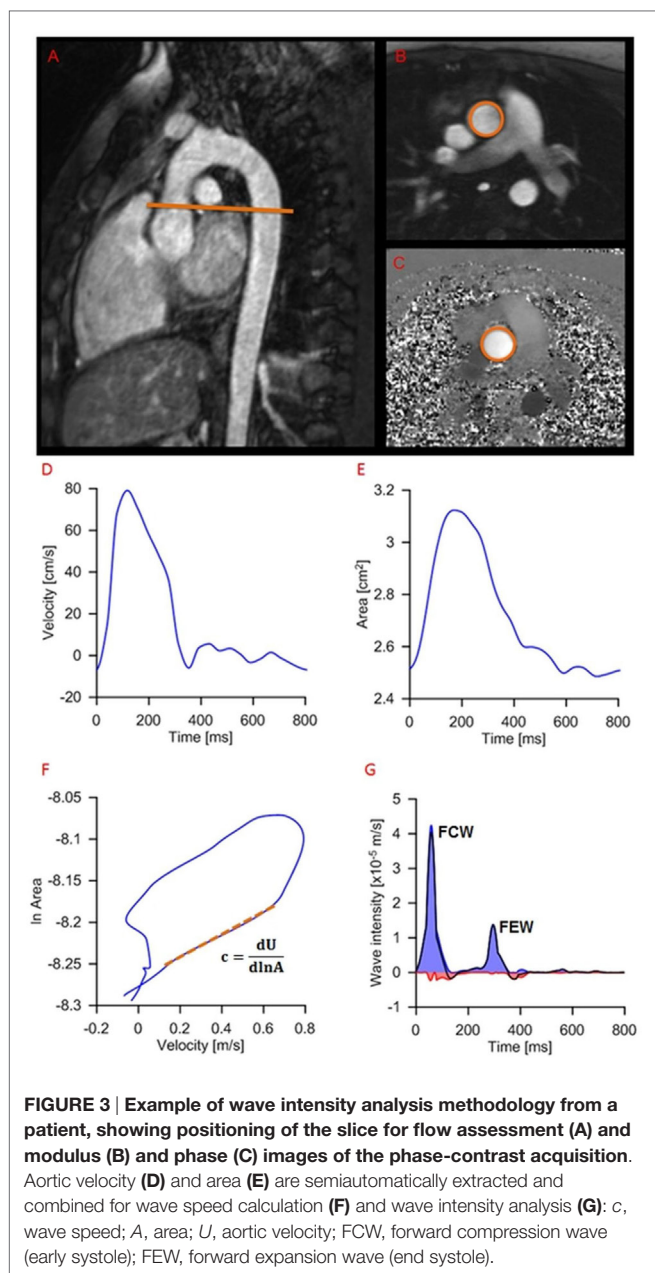 A
B
C
D
E
80
60
40
20
0
-20
Velocity [cm/s]
0 200 400 600 800
Time [ms]
3.2
3
2.8
2.6
2.4
Area [cm²]
0 200 400 600 800
Time [ms]
F
G
-8.05
-8.1
-8.15
-8.2
-8.25
-8.3
ln Area
c = dU/dlnA
-0.2 0 0.2 0.4 0.6 0.8
Velocity [m/s]
5
4
3
2
1
0
-1
Wave intensity [x10⁻⁵ m/s]
FCW
FEW
0 200 400 600 800
Time [ms]
FIGURE 3 | Example of wave intensity analysis methodology from a
patient, showing positioning of the slice for flow assessment (A) and
modulus (B) and phase (C) images of the phase-contrast acquisition.
Aortic velocity (D) and area (E) are semiautomatically extracted and
combined for wave speed calculation (F) and wave intensity analysis (G): c,
wave speed; A, area; U, aortic velocity; FCW, forward compression wave
(early systole); FEW, forward expansion wave (end systole).